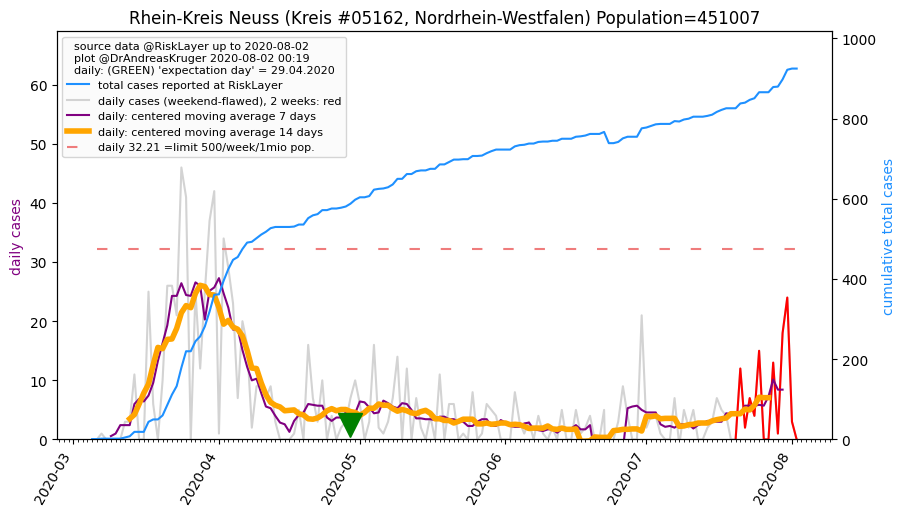 Rhein-Kreis Neuss (Kreis #05162, Nordrhein-Westfalen) Population=451007
source data @RiskLayer up to 2020-08-02
plot @DrAndreasKruger 2020-08-02 00:19
daily: (GREEN) 'expectation day' = 29.04.2020
total cases reported at RiskLayer
daily cases (weekend-flawed), 2 weeks: red
daily: centered moving average 7 days
daily: centered moving average 14 days
daily 32.21 =limit 500/week/1mio pop.
daily cases
60
50
40
30
20
10
0
1000
800
600
400
200
0
cumulative total cases
2020-03
2020-04
2020-05
2020-06
2020-07
2020-08